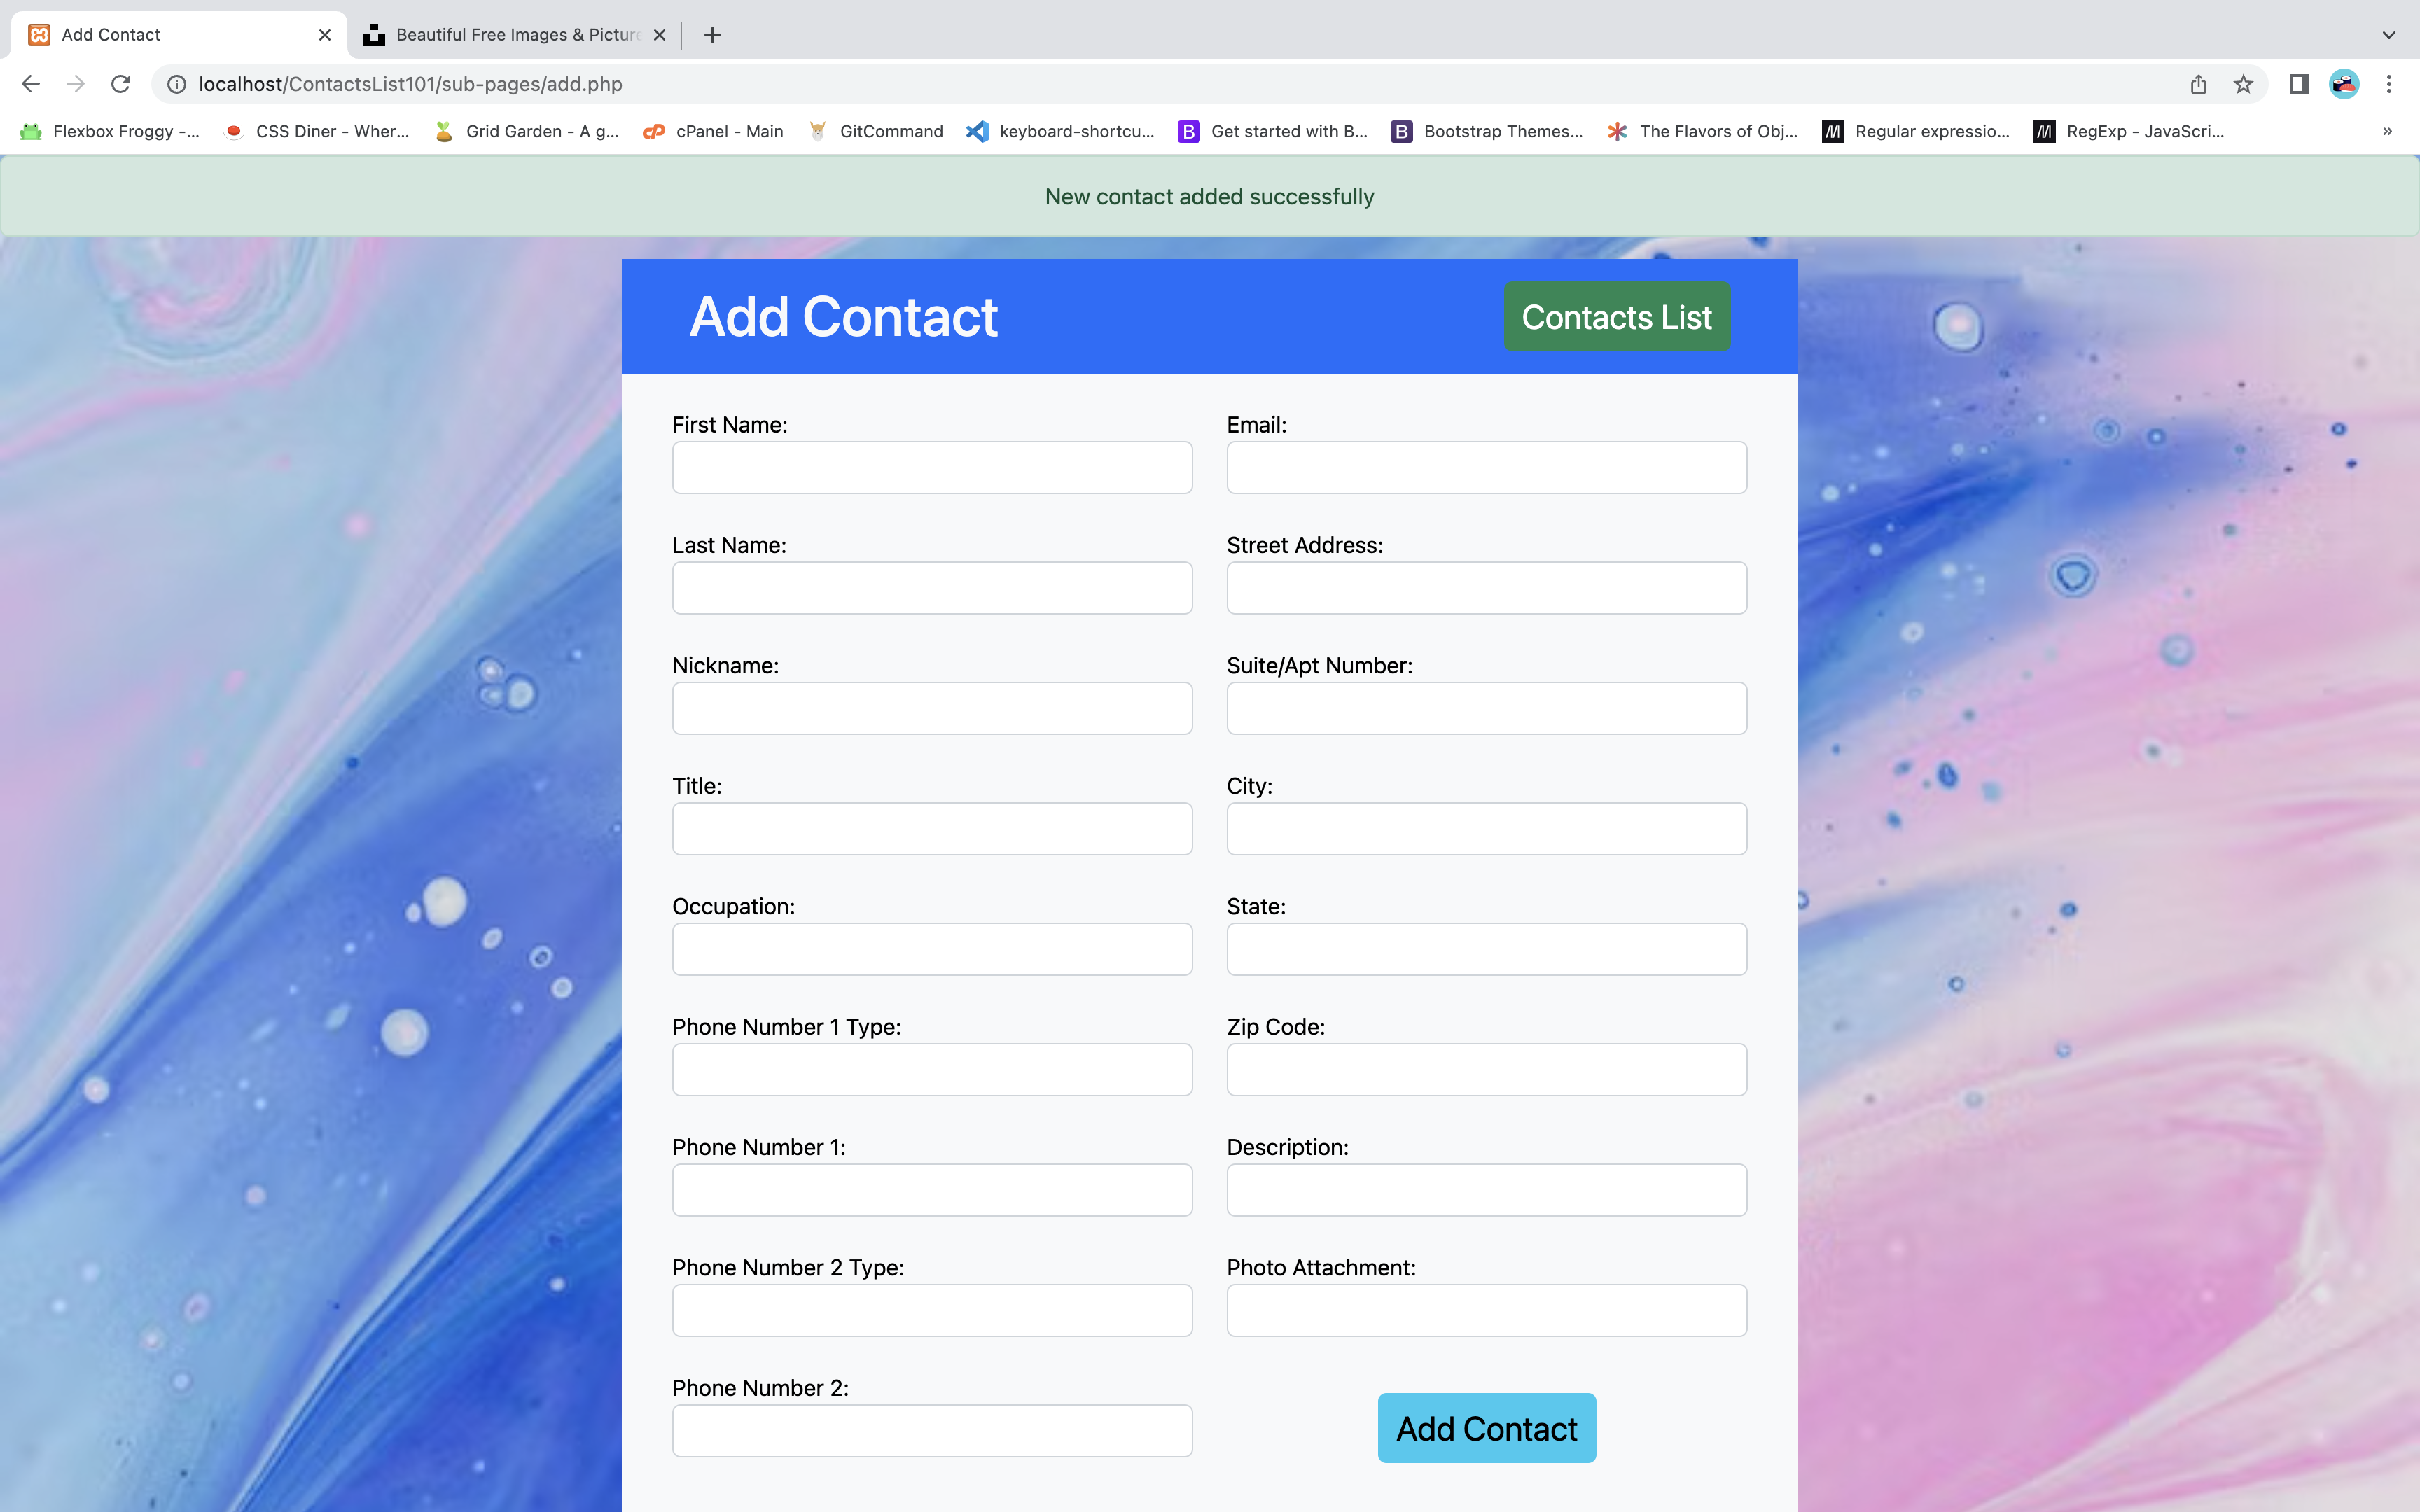 Add Contact
Beautiful Free Images & Picture
localhost/ContactsList101/sub-pages/add.php
Flexbox Froggy -...
CSS Diner - Wher...
Grid Garden - A g...
cPanel - Main
GitCommand
keyboard-shortcu...
Get started with B...
Bootstrap Themes...
The Flavors of Obj...
Regular expressio...
RegExp - JavaScri...
»
New contact added successfully
Add Contact
Contacts List
First Name:
Email:
Last Name:
Street Address:
Nickname:
Suite/Apt Number:
Title:
City:
Occupation:
State:
Phone Number 1 Type:
Zip Code:
Phone Number 1:
Description:
Phone Number 2 Type:
Photo Attachment:
Phone Number 2:
Add Contact